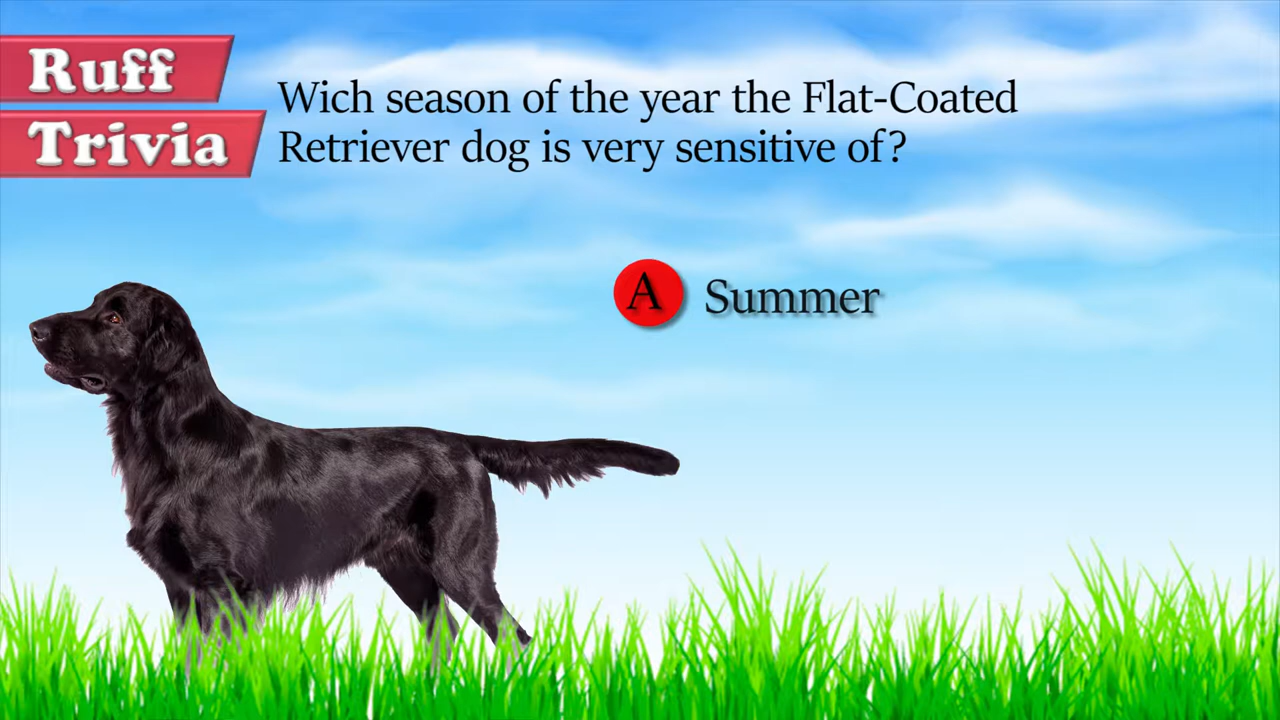 Ruff
Trivia
Wich season of the year the Flat-Coated
Retriever dog is very sensitive of?
A Summer